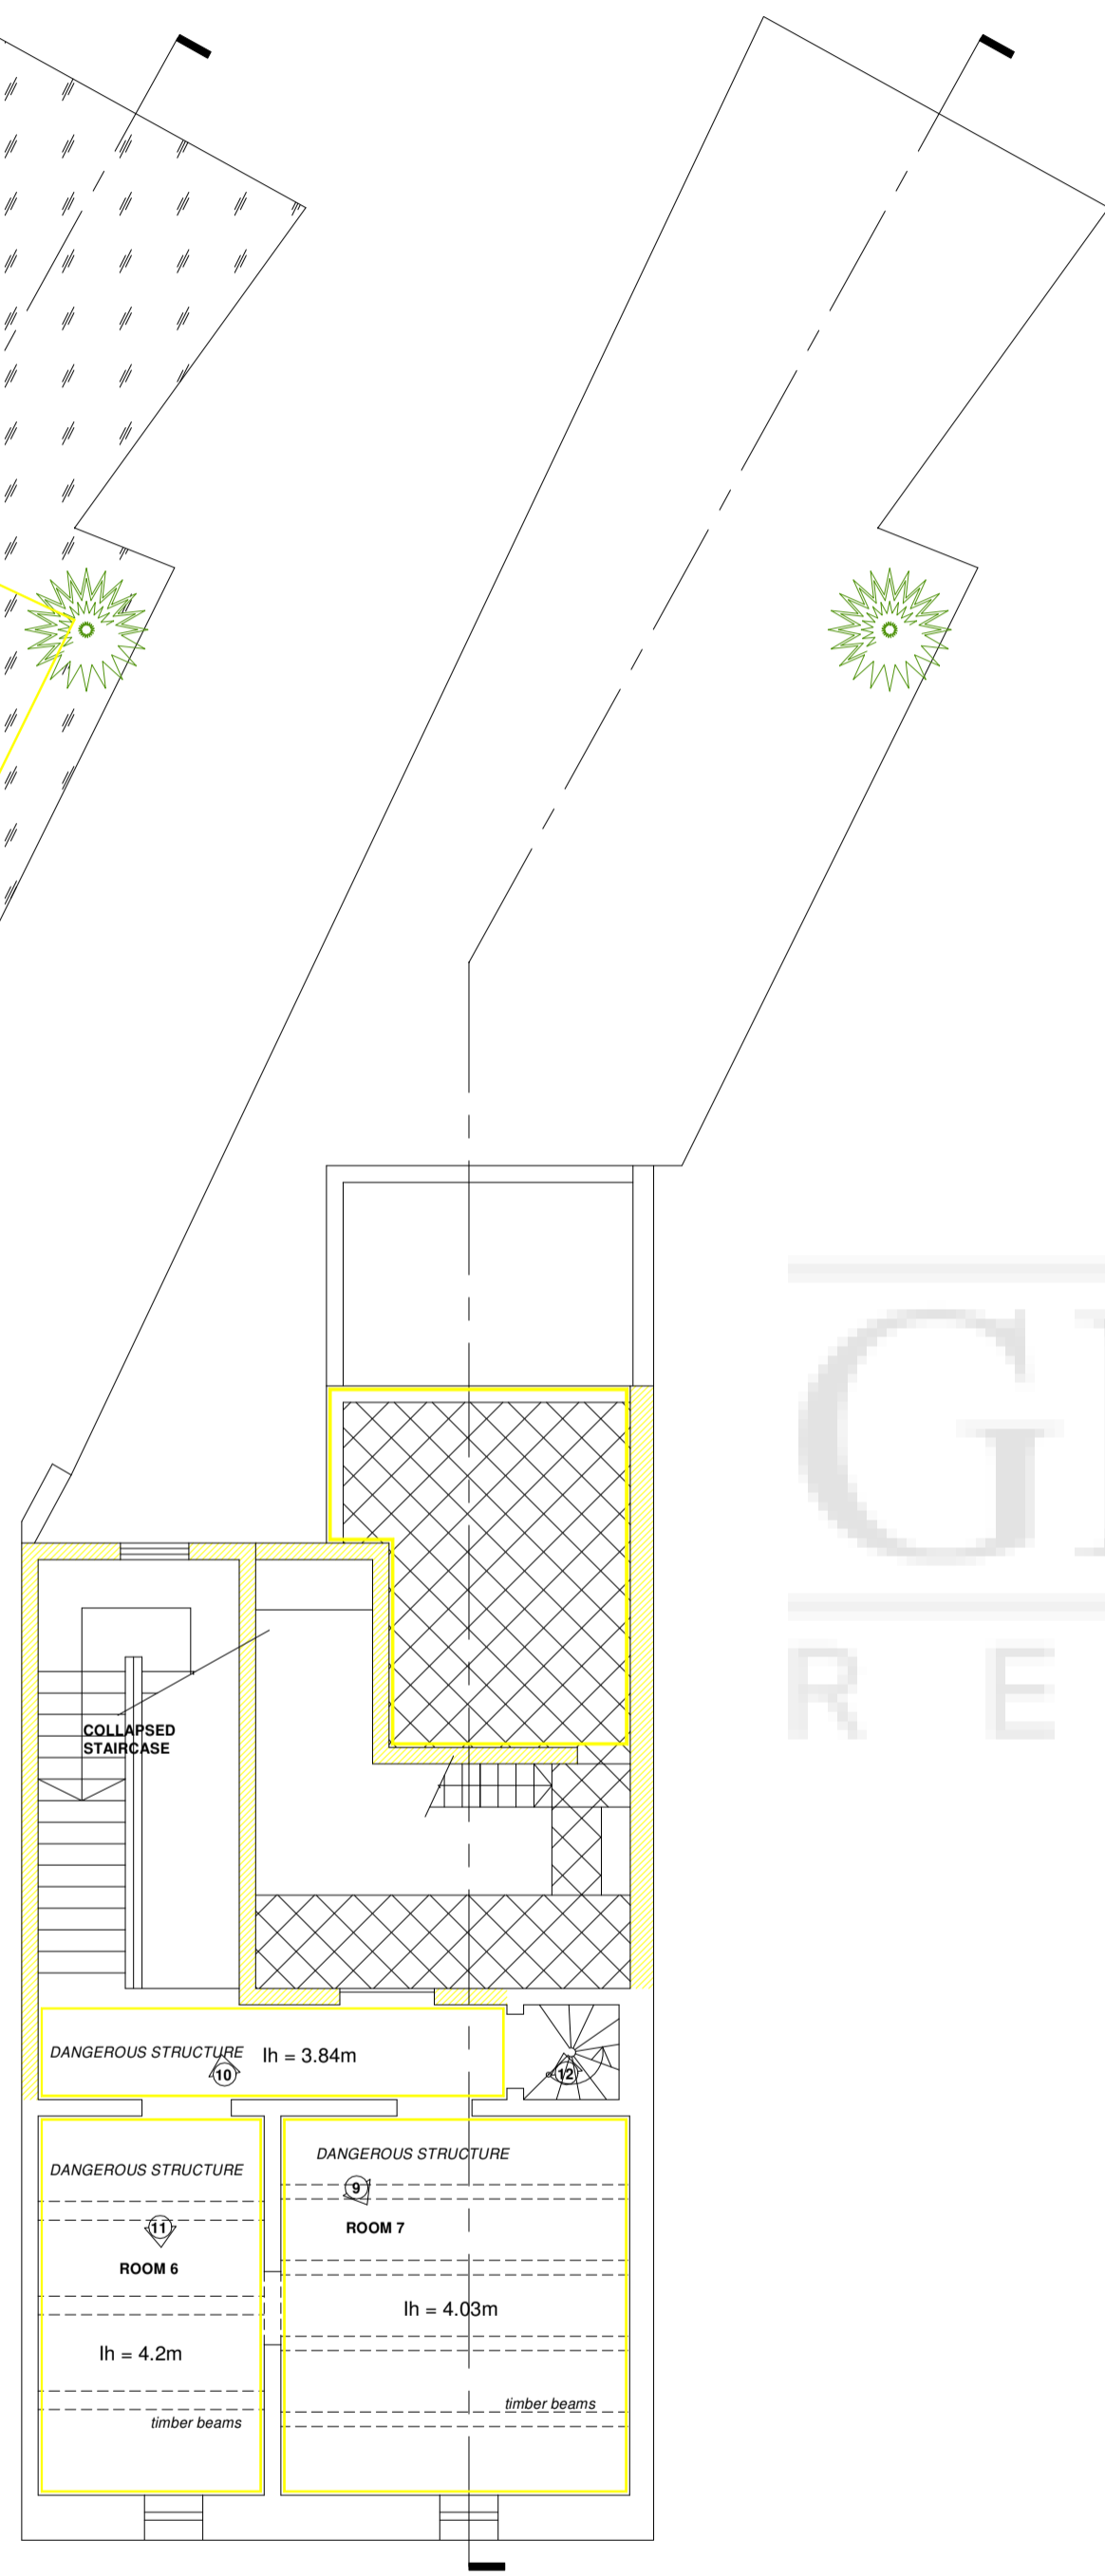 GI
R E
COLLAPSED
STAIRCASE
DANGEROUS STRUCTURE
lh = 3.84m
10
12
DANGEROUS STRUCTURE
DANGEROUS STRUCTURE
9
11
ROOM 7
ROOM 6
lh = 4.03m
lh = 4.2m
timber beams
timber beams